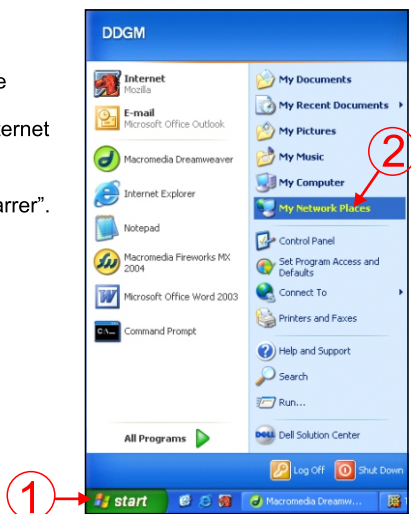 e
ternet
arrer”.
DDGM
Internet
Mozilla
E-mail
Microsoft Office Outlook
Macromedia Dreamweaver
Internet Explorer
Notepad
Macromedia Fireworks MX
2004
Microsoft Office Word 2003
Command Prompt
All Programs
My Documents
My Recent Documents
My Pictures
My Music
My Computer
My Network Places
2
Control Panel
Set Program Access and
Defaults
Connect To
Printers and Faxes
Help and Support
Search
Run...
Dell Solution Center
Log Off Shut Down
1
start Macromedia Dreamw...